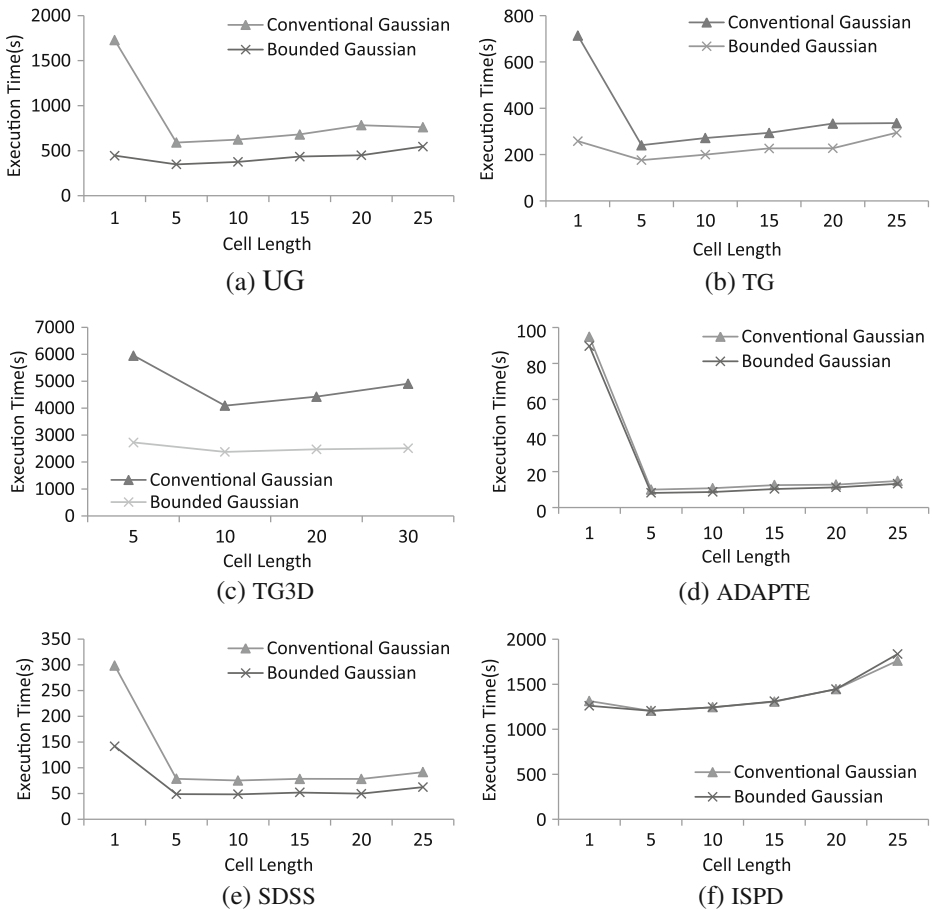 2000
1500
1000
500
0
Execution Time(s)
Conventional Gaussian
Bounded Gaussian
1 5 10 15 20 25
Cell Length
(a) UG
800
600
400
200
0
Execution Time(s)
Conventional Gaussian
Bounded Gaussian
1 5 10 15 20 25
Cell Length
(b) TG
7000
6000
5000
4000
3000
2000
1000
0
Execution Time(s)
Conventional Gaussian
Bounded Gaussian
5 10 20 30
Cell Length
(c) TG3D
100
80
60
40
20
0
Execution Time(s)
Conventional Gaussian
Bounded Gaussian
1 5 10 15 20 25
Cell Length
(d) ADAPTE
350
300
250
200
150
100
50
0
Execution Time(s)
Conventional Gaussian
Bounded Gaussian
1 5 10 15 20 25
Cell Length
(e) SDSS
2000
1500
1000
500
0
Execution Time(s)
Conventional Gaussian
Bounded Gaussian
1 5 10 15 20 25
Cell Length
(f) ISPD